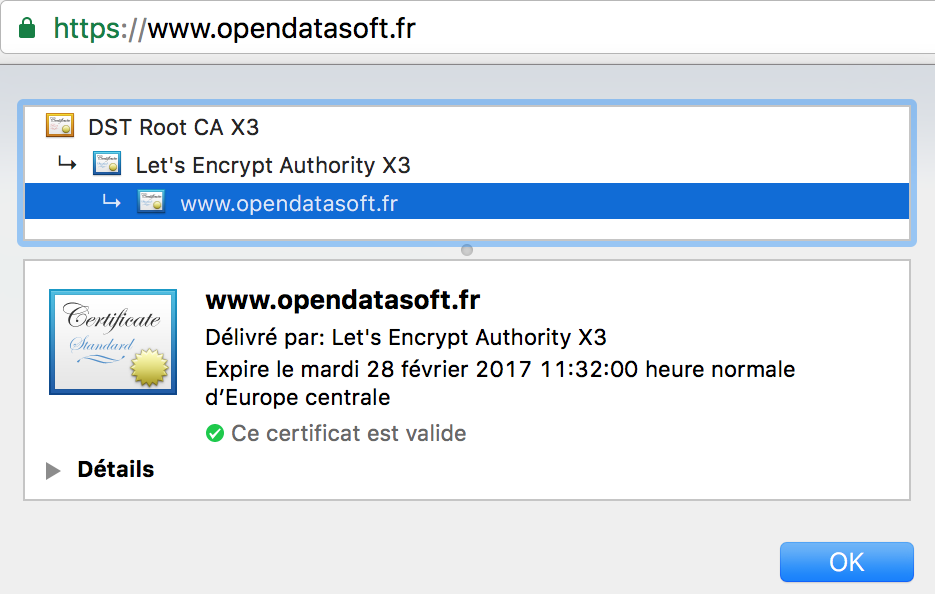 https://www.opendatasoft.fr
DST Root CA X3
Let's Encrypt Authority X3
www.opendatasoft.fr
www.opendatasoft.fr
Certificate
Standard
Délivré par: Let's Encrypt Authority X3
Expire le mardi 28 février 2017 11:32:00 heure normale
d’Europe centrale
Ce certificat est valide
Détails
OK